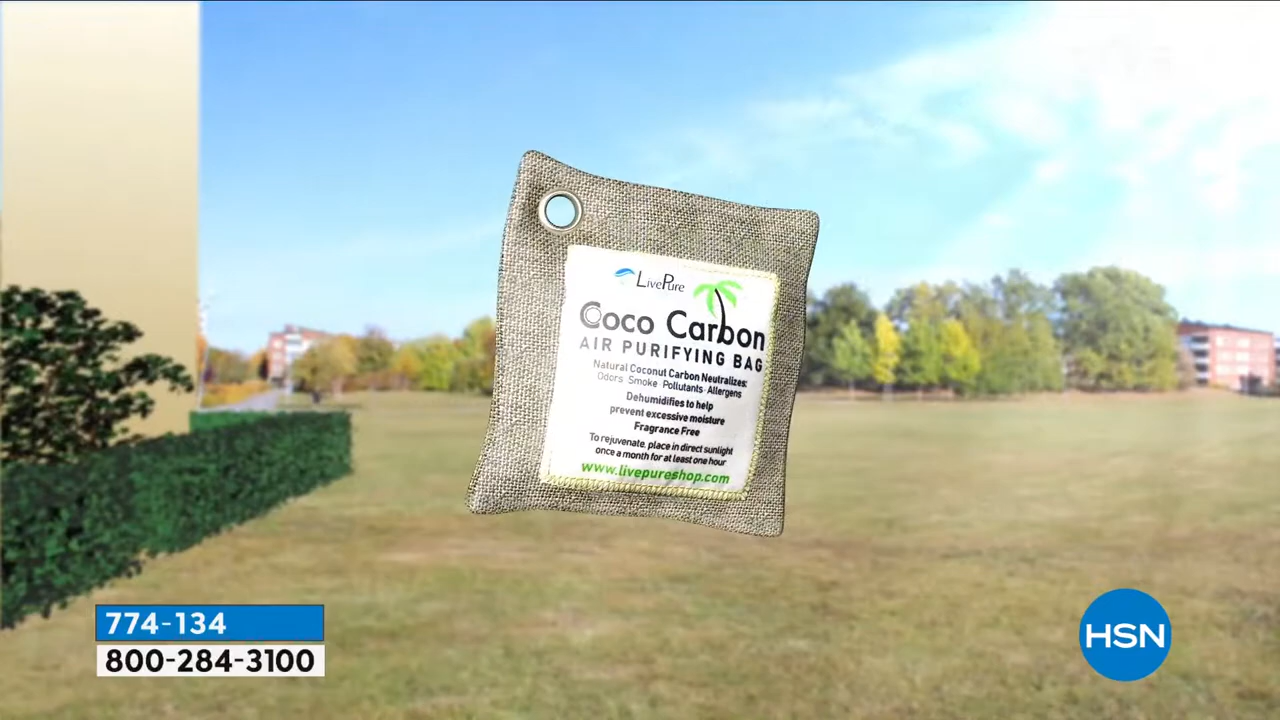 LivePure
Coco Carbon
AIR PURIFYING BAG
Natural Coconut Carbon Neutralizes:
Odors · Smoke · Pollutants · Allergens
Dehumidifies to help
prevent excessive moisture
Fragrance Free
To rejuvenate, place in direct sunlight
once a month for at least one hour
www.livepureshop.com
774-134
800-284-3100
HSN